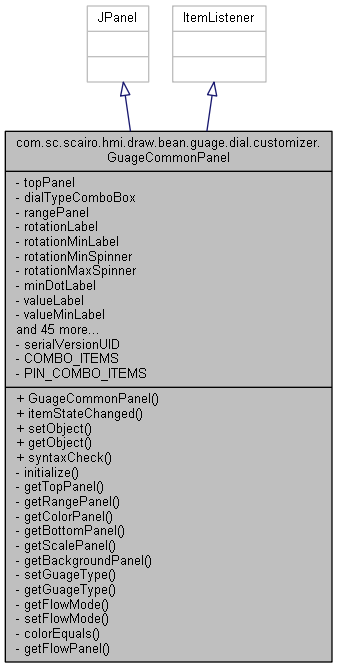 JPanel
ItemListener
com.sc.scairo.hmi.draw.bean.guage.dial.customizer.
GuageCommonPanel
- topPanel
- dialTypeComboBox
- rangePanel
- rotationLabel
- rotationMinLabel
- rotationMinSpinner
- rotationMaxSpinner
- minDotLabel
- valueLabel
- valueMinLabel
and 45 more...
- serialVersionUID
- COMBO_ITEMS
- PIN_COMBO_ITEMS
+ GuageCommonPanel()
+ itemStateChanged()
+ setObject()
+ getObject()
+ syntaxCheck()
- initialize()
- getTopPanel()
- getRangePanel()
- getColorPanel()
- getBottomPanel()
- getScalePanel()
- getBackgroundPanel()
- setGuageType()
- getGuageType()
- getFlowMode()
- setFlowMode()
- colorEquals()
- getFlowPanel()